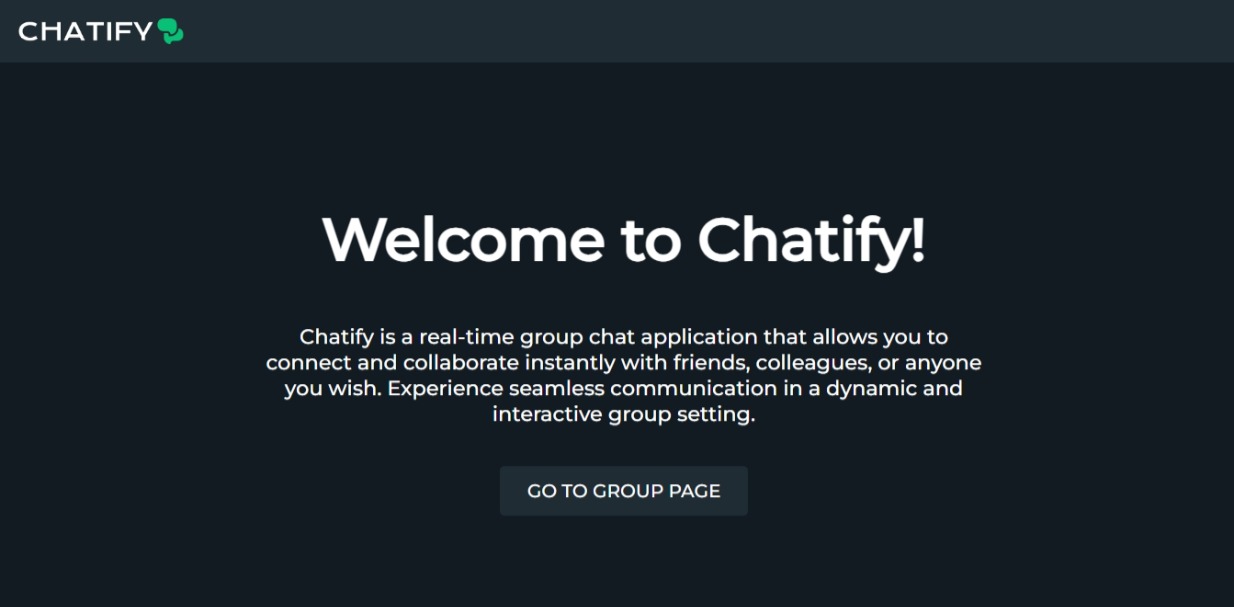 CHATIFY
Welcome to Chatify!
Chatify is a real-time group chat application that allows you to
connect and collaborate instantly with friends, colleagues, or anyone
you wish. Experience seamless communication in a dynamic and
interactive group setting.
GO TO GROUP PAGE